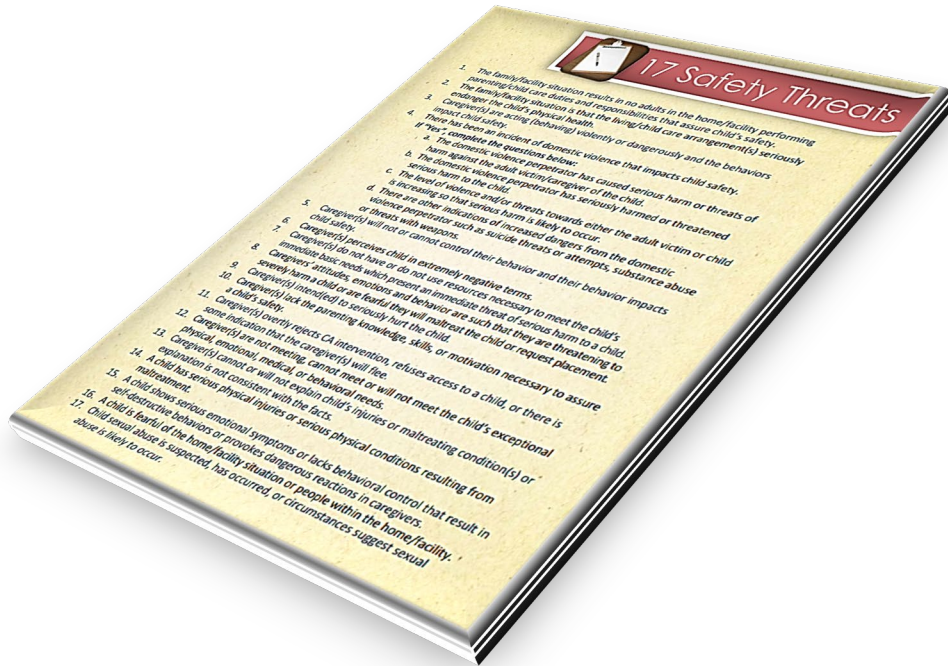 17 Safety Threats
1. The family/facility situation results in no adults in the home/facility performing
parenting/child care duties and responsibilities that assure child's safety.
2. The family/facility situation is that the living/child care arrangement(s) seriously
endanger the child's physical health.
3. Caregiver(s) are acting (behaving) violently or dangerously and the behaviors
impact child safety.
4. There has been an incident of domestic violence that impacts child safety.
If "Yes", complete the questions below:
a. The domestic violence perpetrator has caused serious harm or threats of
harm against the adult victim/caregiver of the child.
b. The domestic violence perpetrator has seriously harmed or threatened
serious harm to the child.
c. The level of violence and/or threats towards either the adult victim or child
is increasing so that serious harm is likely to occur.
d. There are other indications of increased dangers from the domestic
violence perpetrator such as suicide threats or attempts, substance abuse
or threats with weapons.
5. Caregiver(s) will not or cannot control their behavior and their behavior impacts
child safety.
6. Caregiver(s) perceives child in extremely negative terms.
7. Caregiver(s) do not have or do not use resources necessary to meet the child's
immediate basic needs which present an immediate threat of serious harm to a child.
8. Caregivers' attitudes, emotions and behavior are such that they are threatening to
severely harm a child or are fearful they will maltreat the child or request placement.
9. Caregiver(s) intend(ed) to seriously hurt the child.
10. Caregiver(s) lack the parenting knowledge, skills, or motivation necessary to assure
a child's safety.
11. Caregiver(s) overtly rejects CA intervention, refuses access to a child, or there is
some indication that the caregiver(s) will flee.
12. Caregiver(s) are not meeting, cannot meet or will not meet the child's exceptional
physical, emotional, medical, or behavioral needs.
13. Caregiver(s) cannot or will not explain child's injuries or maltreating condition(s) or
explanation is not consistent with the facts.
14. A child has serious physical injuries or serious physical conditions resulting from
maltreatment.
15. A child shows serious emotional symptoms or lacks behavioral control that result in
self-destructive behaviors or provokes dangerous reactions in caregivers.
16. A child is fearful of the home/facility situation or people within the home/facility.
17. Child sexual abuse is suspected, has occurred, or circumstances suggest sexual
abuse is likely to occur.